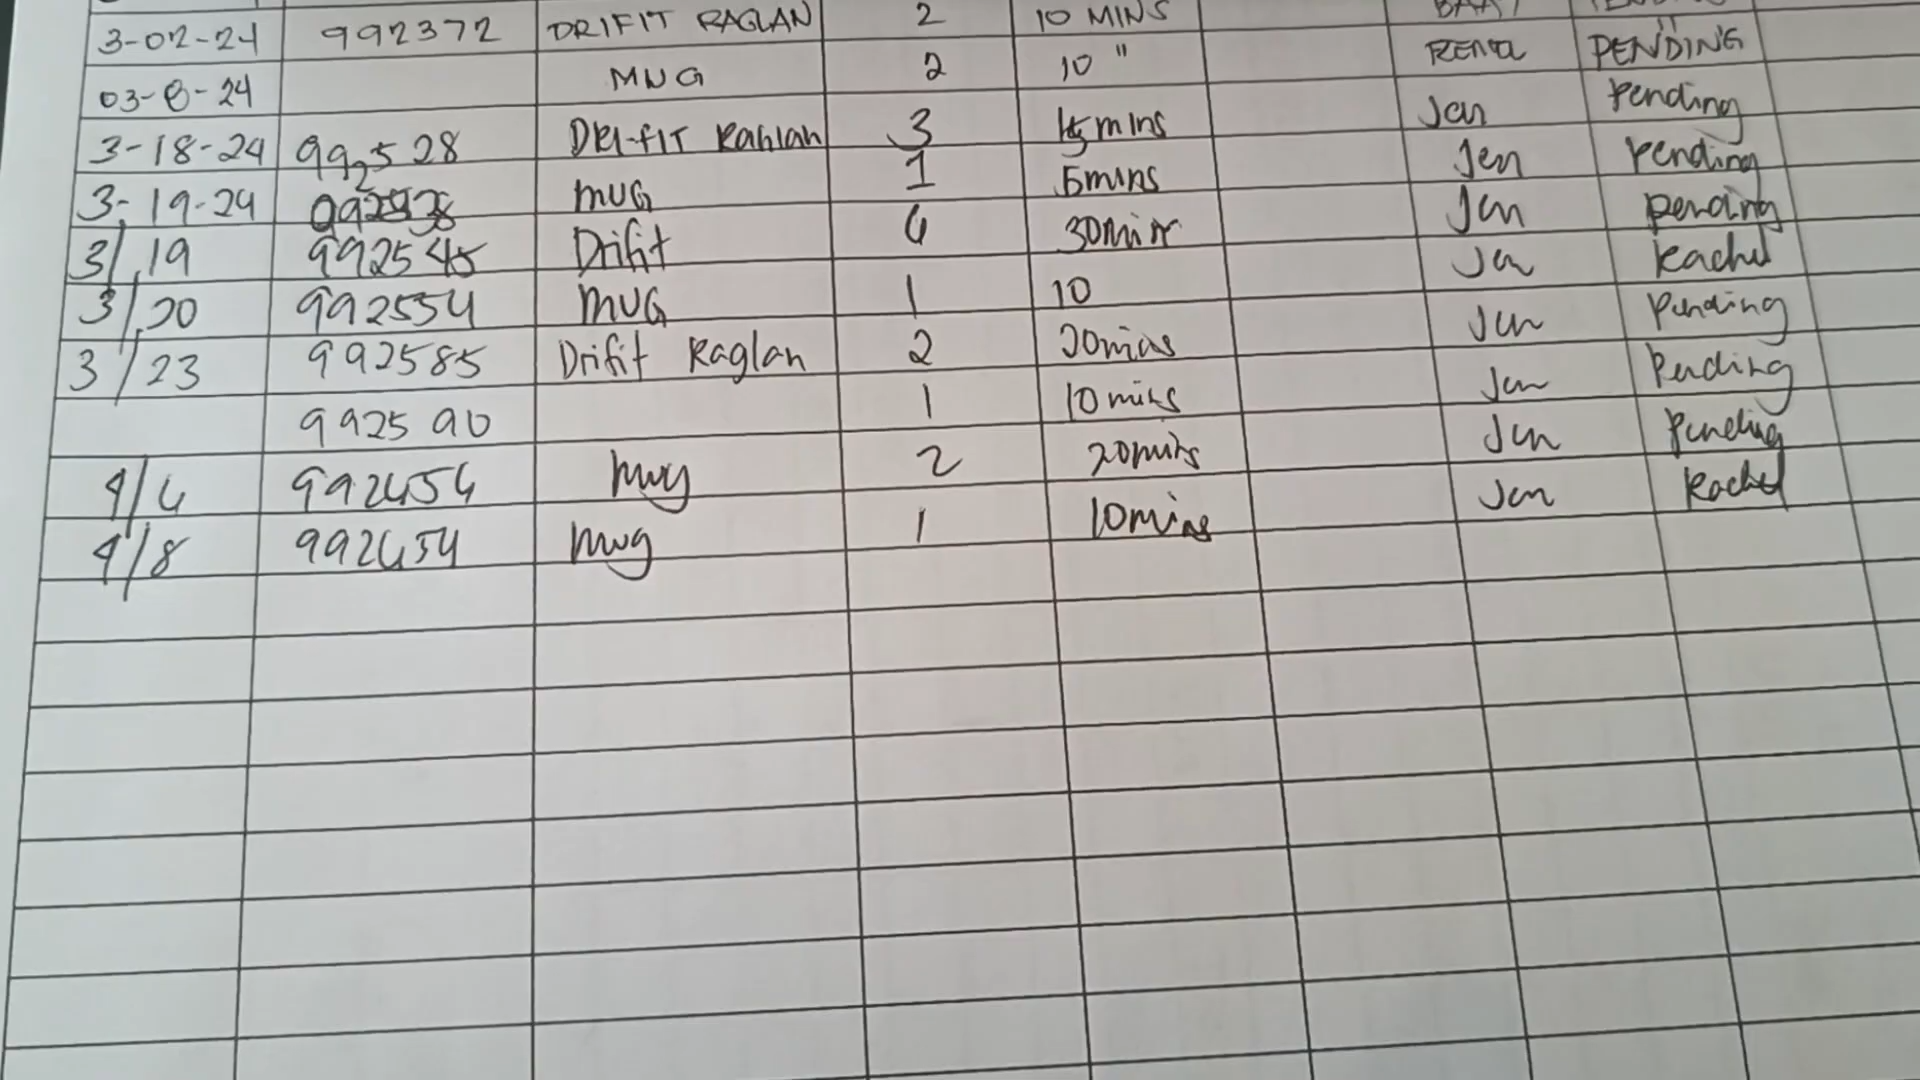 3-02-24 992372 DRIFIT RAGLAN 2 10 MINS
03-8-24 MUG 2 10 " PENDING
3-18-24 992528 DRI-FIT Raglan 3 15 mins Jen pending
3-19-24 992538 MUG 1 5mins Jen pending
3/19 992545 Drifit 6 30min Jen pending
3/20 992554 MUG 1 10 Jen Rachel
3/23 992585 Drifit Raglan 2 20mins Jen pending
992590 1 10 mins Jen Pending
4/6 992656 Mug 2 20mins Jen Pending
4/8 992654 Mug 1 10mins Jen Rachel